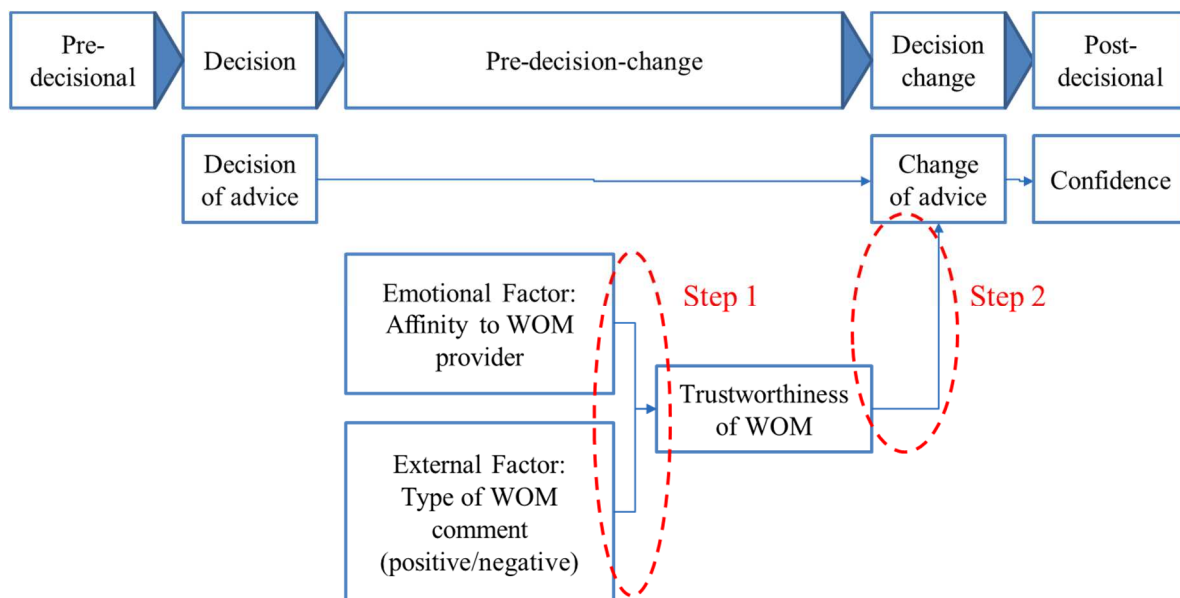 Pre-
decisional
Decision
Pre-decision-change
Decision
change
Post-
decisional
Decision
of advice
Change
of advice
Confidence
Emotional Factor:
Affinity to WOM
provider
Step 1
Step 2
Trustworthiness
of WOM
External Factor:
Type of WOM
comment
(positive/negative)